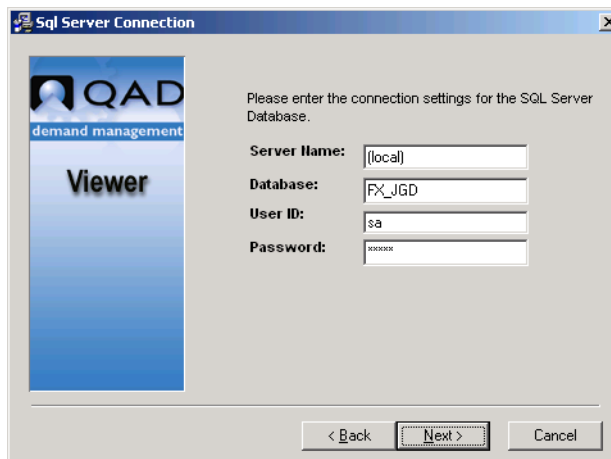 Sql Server Connection
QAD
demand management
Viewer
Please enter the connection settings for the SQL Server
Database.
Server Name: (local)
Database: FX_JGD
User ID: sa
Password: *****
< Back Next > Cancel